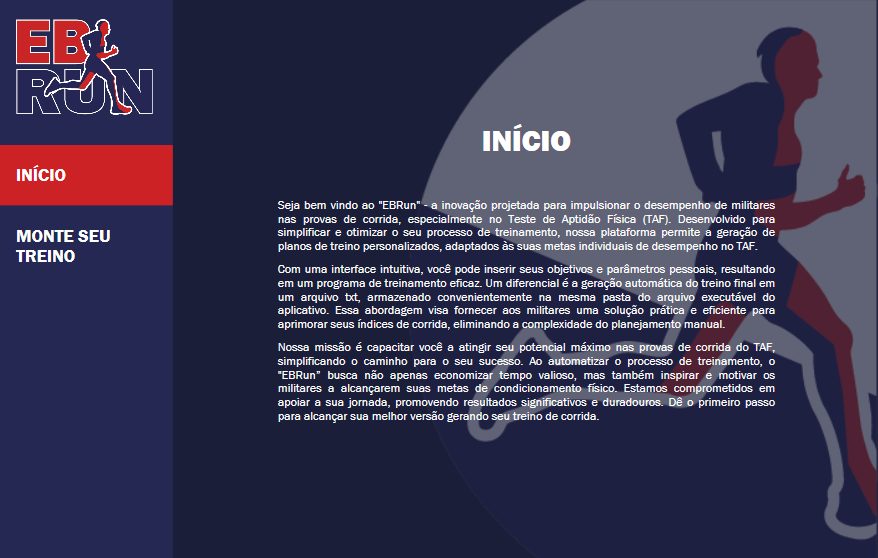 EB
RUN
INÍCIO
MONTE SEU
TREINO
INÍCIO
Seja bem vindo ao "EBRun" - a inovação projetada para impulsionar o desempenho de militares
nas provas de corrida, especialmente no Teste de Aptidão Física (TAF). Desenvolvido para
simplificar e otimizar o seu processo de treinamento, nossa plataforma permite a geração de
planos de treino personalizados, adaptados às suas metas individuais de desempenho no TAF.
Com uma interface intuitiva, você pode inserir seus objetivos e parâmetros pessoais, resultando
em um programa de treinamento eficaz. Um diferencial é a geração automática do treino final em
um arquivo txt, armazenado convenientemente na mesma pasta do arquivo executável do
aplicativo. Essa abordagem visa fornecer aos militares uma solução prática e eficiente para
aprimorar seus índices de corrida, eliminando a complexidade do planejamento manual.
Nossa missão é capacitar você a atingir seu potencial máximo nas provas de corrida do TAF,
simplificando o caminho para o seu sucesso. Ao automatizar o processo de treinamento, o
"EBRun" busca não apenas economizar tempo valioso, mas também inspirar e motivar os
militares a alcançarem suas metas de condicionamento físico. Estamos comprometidos em
apoiar a sua jornada, promovendo resultados significativos e duradouros. Dê o primeiro passo
para alcançar sua melhor versão gerando seu treino de corrida.